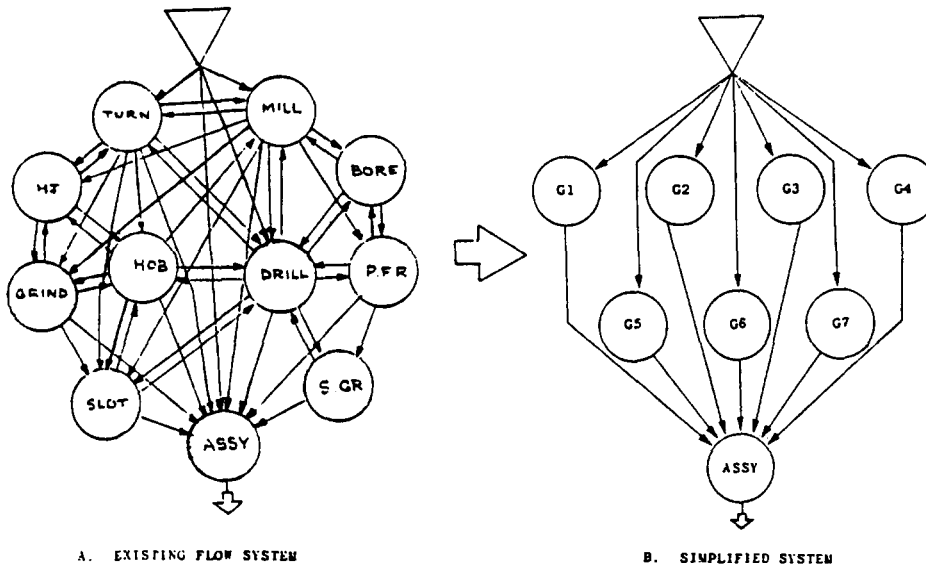 TURN
MILL
HT
BORE
HOB
DRILL
P.FR
GRIND
SLOT
S GR
ASSY
G1
G2
G3
G4
G5
G6
G7
ASSY
A. EXISTING FLOW SYSTEM
B. SIMPLIFIED SYSTEM